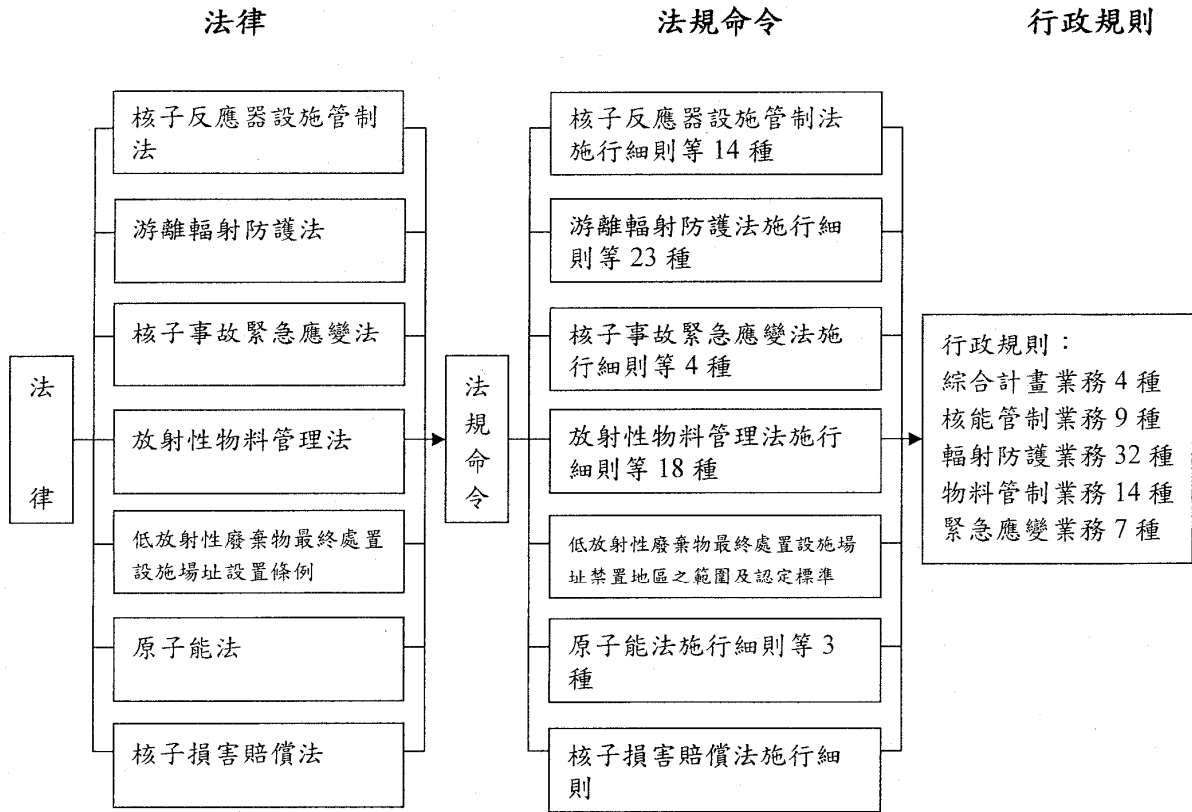 法律
法規命令
行政規則
法
律
核子反應器設施管制
法
游離輻射防護法
核子事故緊急應變法
放射性物料管理法
低放射性廢棄物最終處置
設施場址設置條例
原子能法
核子損害賠償法
法
規
命
令
核子反應器設施管制法
施行細則等 14 種
游離輻射防護法施行細
則等 23 種
核子事故緊急應變法施
行細則等 4 種
放射性物料管理法施行
細則等 18 種
低放射性廢棄物最終處置設施場
址禁置地區之範圍及認定標準
原子能法施行細則等 3
種
核子損害賠償法施行細
則
行政規則：
綜合計畫業務 4 種
核能管制業務 9 種
輻射防護業務 32 種
物料管制業務 14 種
緊急應變業務 7 種